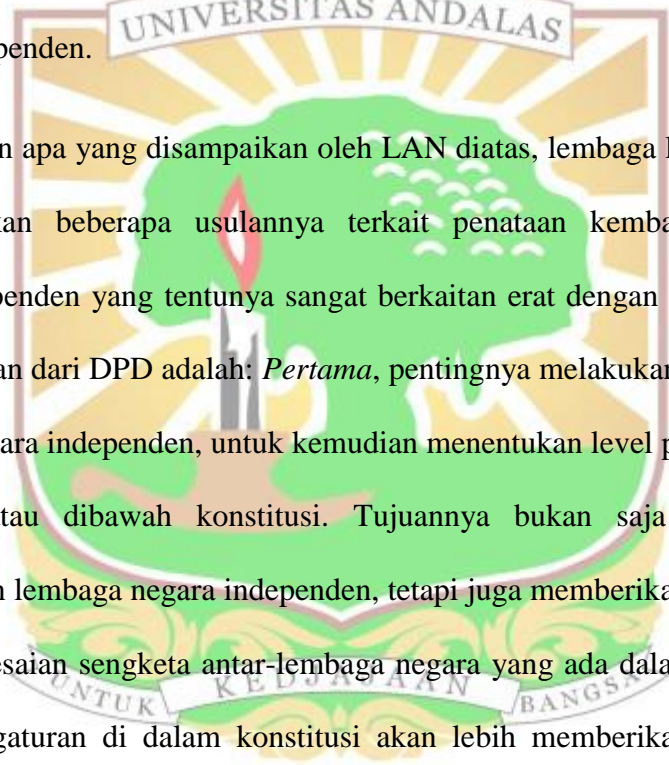 UNIVERSITAS ANDALAS
penden.
n apa yang disampaikan oleh LAN diatas, lembaga
kan beberapa usulannya terkait penataan kemba
penden yang tentunya sangat berkaitan erat dengan
an dari DPD adalah: Pertama, pentingnya melakukan
ara independen, untuk kemudian menentukan level p
atau dibawah konstitusi. Tujuannya bukan saja
n lembaga negara independen, tetapi juga memberika
esaian sengketa antar-lembaga negara yang ada dala
UNTUK KEDJAJAAN BANGSA
gaturan di dalam konstitusi akan lebih memberika